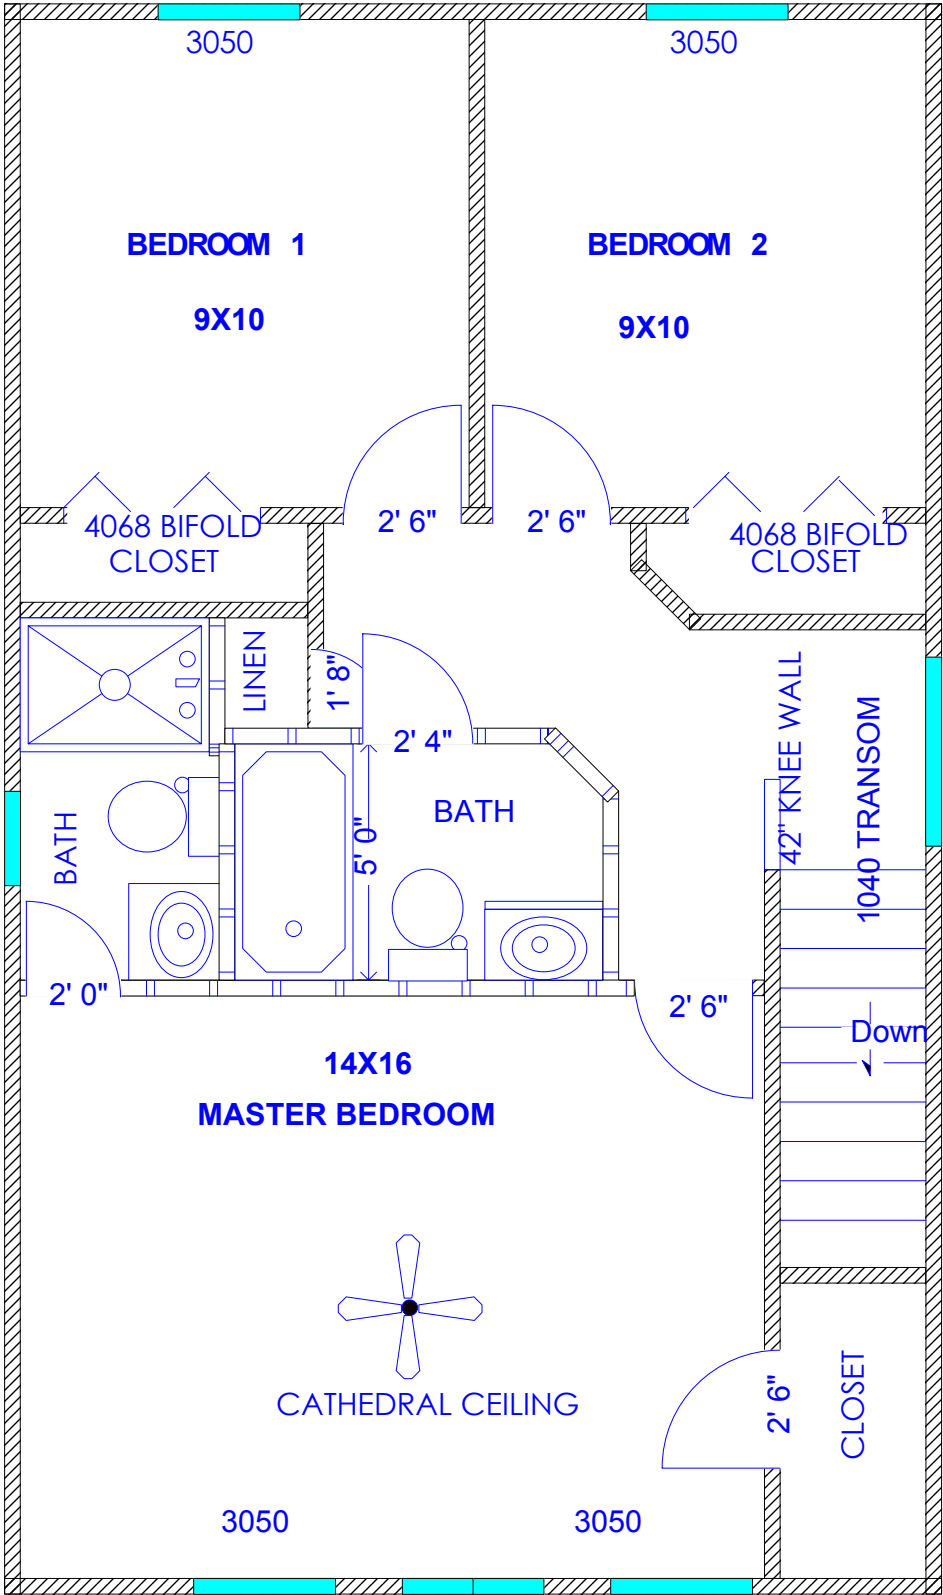 3050
3050
BEDROOM 1
9X10
BEDROOM 2
9X10
2' 6"
2' 6"
4068 BIFOLD
CLOSET
4068 BIFOLD
CLOSET
LINEN
1' 8"
2' 4"
42" KNEE WALL
1040 TRANSOM
BATH
5' 0"
BATH
2' 0"
2' 6"
Down
14X16
MASTER BEDROOM
CATHEDRAL CEILING
2' 6"
CLOSET
3050
3050